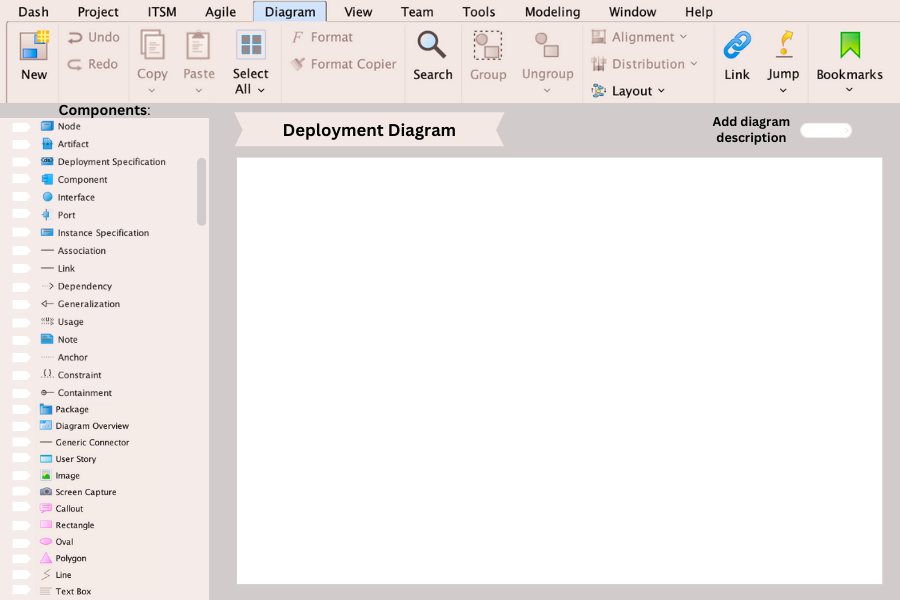 Dash Project ITSM Agile Diagram View Team Tools Modeling Window Help
New
Undo
Redo
Copy
Paste
Select
All
Format
Format Copier
Search
Group
Ungroup
Alignment
Distribution
Layout
Link
Jump
Bookmarks
Components:
Node
Artifact
Deployment Specification
Component
Interface
Port
Instance Specification
Association
Link
Dependency
Generalization
Usage
Note
Anchor
Constraint
Containment
Package
Diagram Overview
Generic Connector
User Story
Image
Screen Capture
Callout
Rectangle
Oval
Polygon
Line
Text Box
Deployment Diagram
Add diagram
description